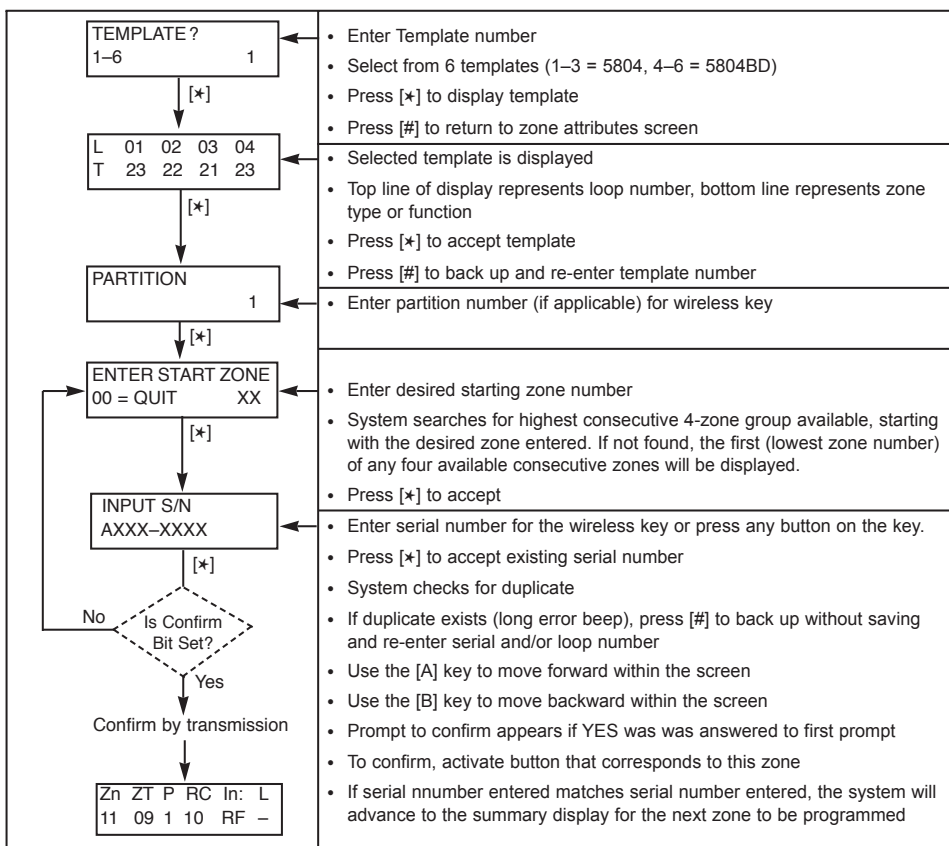 TEMPLATE ?
1–6 1
[✶]
• Enter Template number
• Select from 6 templates (1–3 = 5804, 4–6 = 5804BD)
• Press [✶] to display template
• Press [#] to return to zone attributes screen
L 01 02 03 04
T 23 22 21 23
[✶]
• Selected template is displayed
• Top line of display represents loop number, bottom line represents zone
type or function
• Press [✶] to accept template
• Press [#] to back up and re-enter template number
PARTITION
1
[✶]
• Enter partition number (if applicable) for wireless key
ENTER START ZONE
00 = QUIT XX
[✶]
• Enter desired starting zone number
• System searches for highest consecutive 4-zone group available, starting
with the desired zone entered. If not found, the first (lowest zone number)
of any four available consecutive zones will be displayed.
• Press [✶] to accept
INPUT S/N
AXXX–XXXX
[✶]
No
Is Confirm
Bit Set?
Yes
Confirm by transmission
Zn ZT P RC In: L
11 09 1 10 RF –
• Enter serial number for the wireless key or press any button on the key.
• Press [✶] to accept existing serial number
• System checks for duplicate
• If duplicate exists (long error beep), press [#] to back up without saving
and re-enter serial and/or loop number
• Use the [A] key to move forward within the screen
• Use the [B] key to move backward within the screen
• Prompt to confirm appears if YES was was answered to first prompt
• To confirm, activate button that corresponds to this zone
• If serial nnumber entered matches serial number entered, the system will
advance to the summary display for the next zone to be programmed